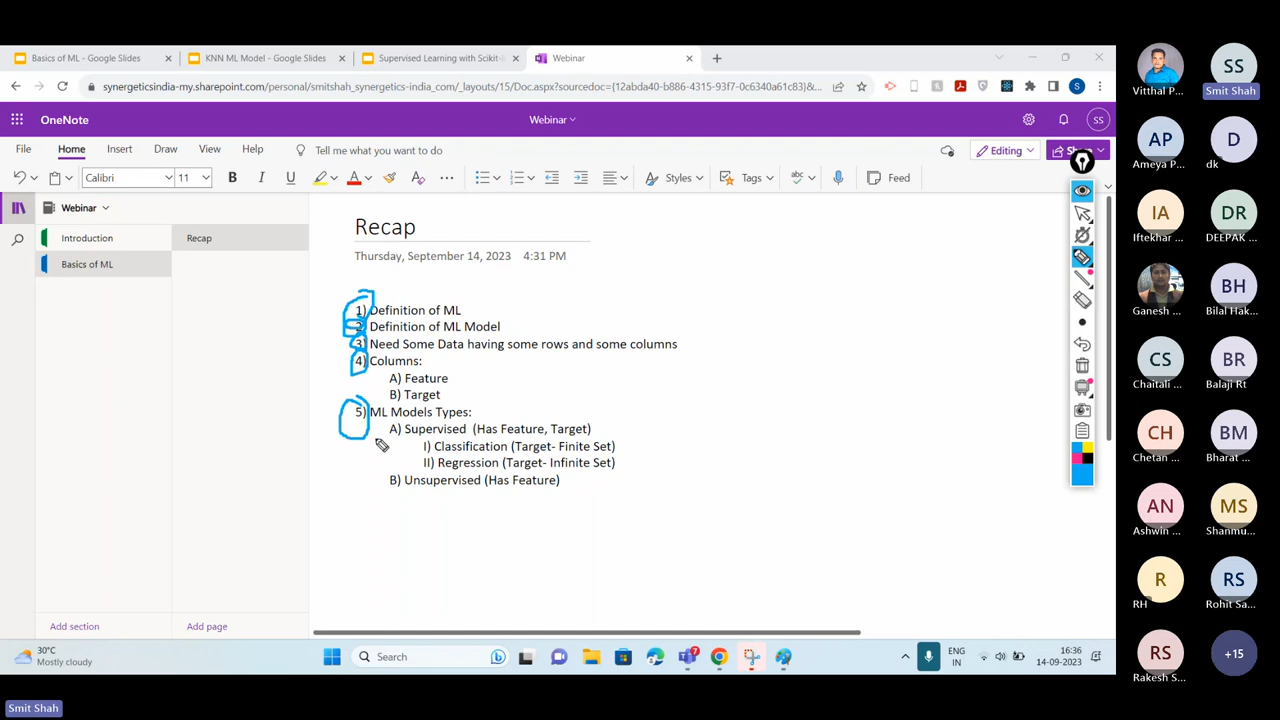 Basics of ML - Google Slides
KNN ML Model - Google Slides
Supervised Learning with Scikit-l
Webinar
synergeticsindia-my.sharepoint.com/personal/smitshah_synergetics-india_com/_layouts/15/Doc.aspx?sourcedoc={12abda40-b886-4315-93f7-0c6340a61c83}&...
S
OneNote
Webinar
SS
File Home Insert Draw View Help Tell me what you want to do
Editing
Calibri 11 B I U A Styles Tags abc Feed
Webinar
Introduction
Basics of ML
Recap
Add section
Add page
Recap
Thursday, September 14, 2023 4:31 PM
1) Definition of ML
2) Definition of ML Model
3) Need Some Data having some rows and some columns
4) Columns:
A) Feature
B) Target
5) ML Models Types:
A) Supervised (Has Feature, Target)
I) Classification (Target- Finite Set)
II) Regression (Target- Infinite Set)
B) Unsupervised (Has Feature)
30°C
Mostly cloudy
Search
7
ENG
IN
16:36
14-09-2023
Vitthal P...
SS
Smit Shah
AP
Ameya P...
D
dk
IA
Iftekhar ...
DR
DEEPAK ...
Ganesh ...
BH
Bilal Hak...
CS
Chaitali ...
BR
Balaji Rt
CH
Chetan ...
BM
Bharat ...
AN
Ashwin ...
MS
Shanmu...
R
RH
RS
Rohit Sa...
RS
Rakesh S...
+15
Smit Shah